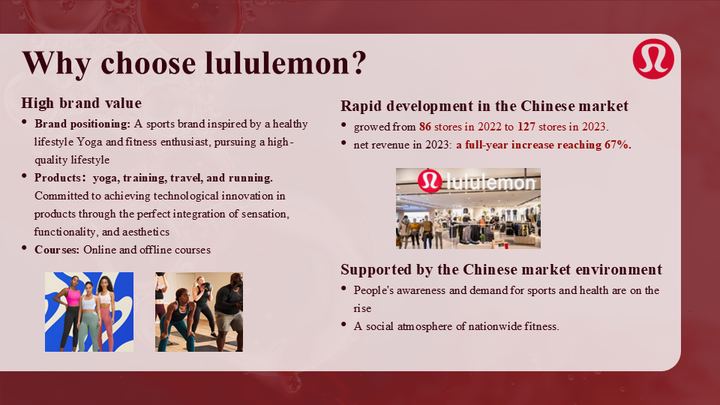 Why choose lululemon?
High brand value
• Brand positioning: A sports brand inspired by a healthy
lifestyle Yoga and fitness enthusiast, pursuing a high-
quality lifestyle
• Products：yoga, training, travel, and running.
Committed to achieving technological innovation in
products through the perfect integration of sensation,
functionality, and aesthetics
• Courses: Online and offline courses
Rapid development in the Chinese market
• growed from 86 stores in 2022 to 127 stores in 2023.
• net revenue in 2023: a full-year increase reaching 67%.
lululemon
Supported by the Chinese market environment
• People's awareness and demand for sports and health are on the
rise
• A social atmosphere of nationwide fitness.